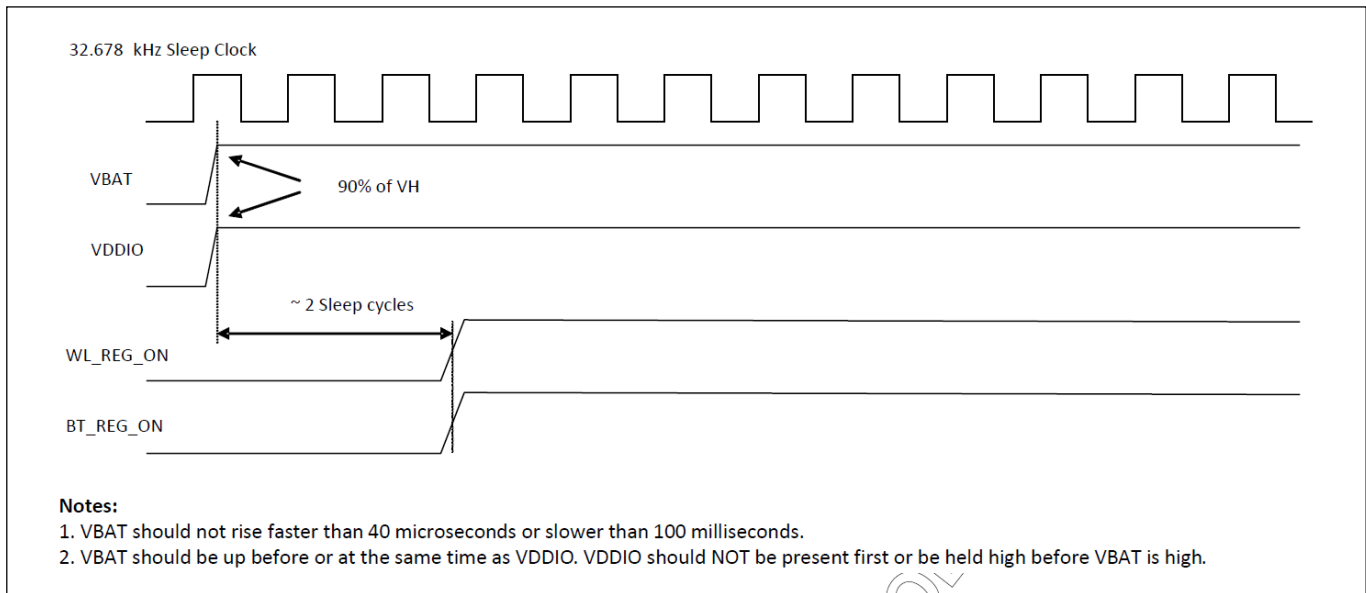 32.678 kHz Sleep Clock
VBAT
90% of VH
VDDIO
~ 2 Sleep cycles
WL_REG_ON
BT_REG_ON
Notes:
1. VBAT should not rise faster than 40 microseconds or slower than 100 milliseconds.
2. VBAT should be up before or at the same time as VDDIO. VDDIO should NOT be present first or be held high before VBAT is high.